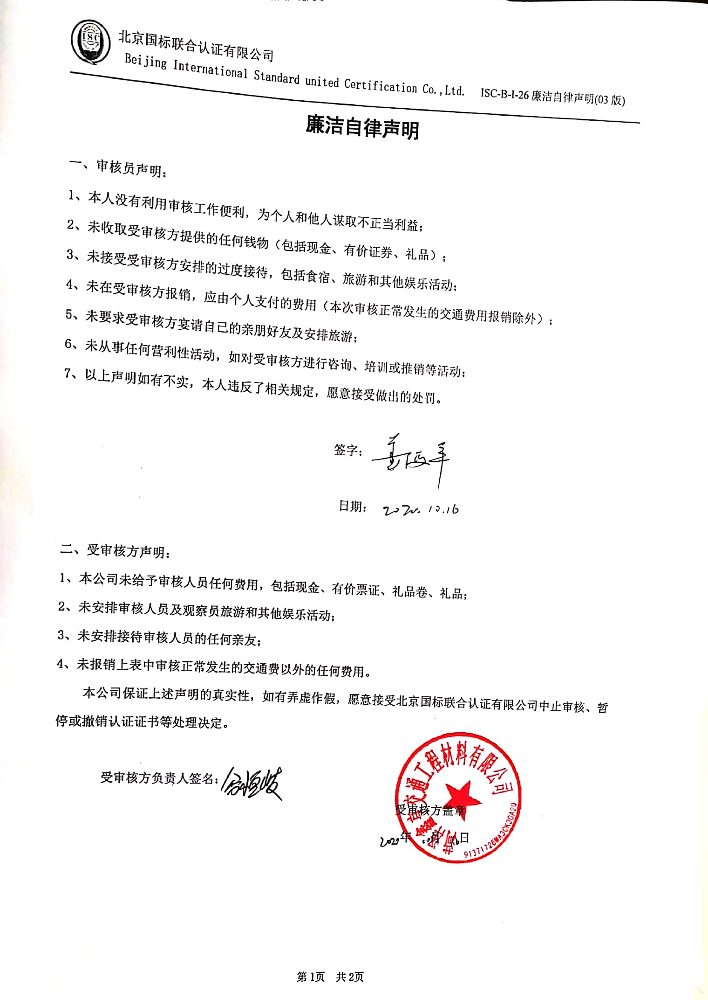 北京国标联合认证有限公司
Beijing International Standard united Certification Co.,Ltd. ISC-B-I-26 廉洁自律声明(03 版)
廉洁自律声明
一、审核员声明：
1、本人没有利用审核工作便利，为个人和他人谋取不正当利益；
2、未收取受审核方提供的任何钱物（包括现金、有价证券、礼品）；
3、未接受受审核方安排的过度接待，包括食宿、旅游和其他娱乐活动；
4、未在受审核方报销，应由个人支付的费用（本次审核正常发生的交通费用报销除外）；
5、未要求受审核方宴请自己的亲朋好友及安排旅游；
6、未从事任何营利性活动，如对受审核方进行咨询、培训或推销等活动；
7、以上声明如有不实，本人违反了相关规定，愿意接受做出的处罚。
签字：
日期： 2020.10.16
二、受审核方声明：
1、本公司未给予审核人员任何费用，包括现金、有价票证、礼品卷、礼品；
2、未安排审核人员及观察员旅游和其他娱乐活动；
3、未安排接待审核人员的任何亲友；
4、未报销上表中审核正常发生的交通费以外的任何费用。
本公司保证上述声明的真实性，如有弄虚作假，愿意接受北京国标联合认证有限公司中止审核、暂
停或撤销认证证书等处理决定。
受审核方负责人签名：
交通工程材料有限公司
91371726MA3CK30A20
受审核方盖章
2020年10月16日
第1页 共2页